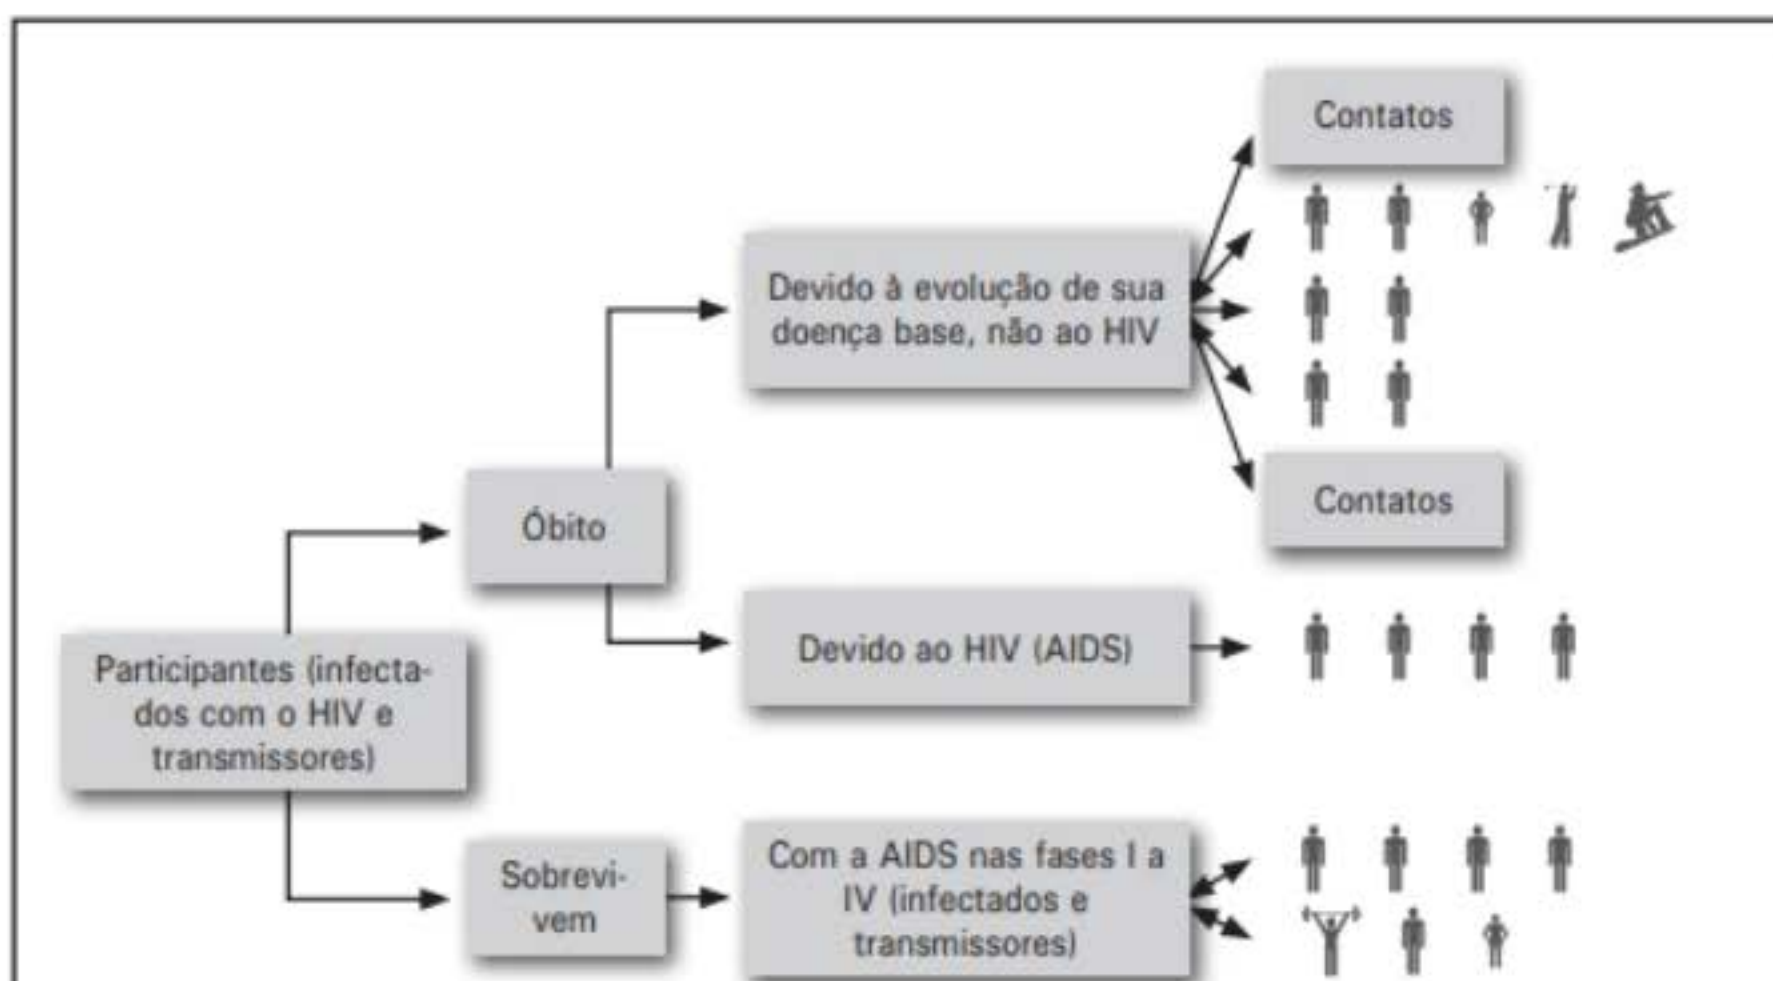 Contatos
Devido à evolução de sua
doença base, não ao HIV
Contatos
Óbito
Devido ao HIV (AIDS)
Participantes (infecta-
dos com o HIV e
transmissores)
Sobrevi-
vem
Com a AIDS nas fases I a
IV (infectados e
transmissores)